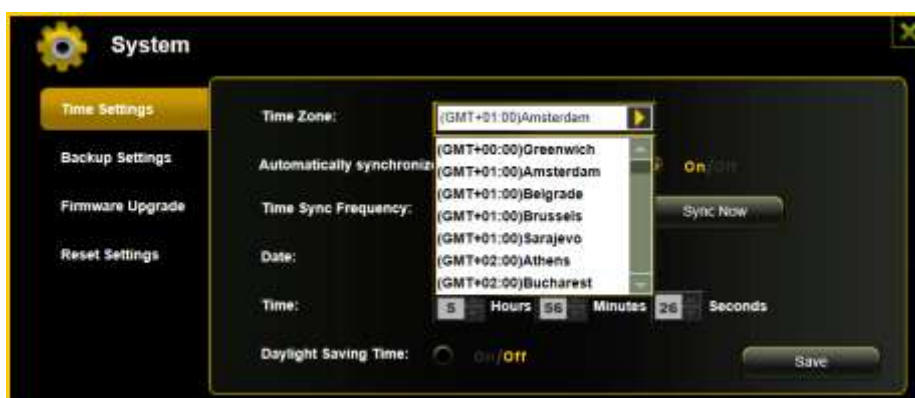 System
Time Settings
Backup Settings
Firmware Upgrade
Reset Settings
Time Zone: (GMT+01:00)Amsterdam
(GMT+00:00)Greenwich
(GMT+01:00)Amsterdam
(GMT+01:00)Belgrade
(GMT+01:00)Brussels
(GMT+01:00)Sarajevo
(GMT+02:00)Athens
(GMT+02:00)Bucharest
Automatically synchroniz On/Off
Time Sync Frequency: Sync Now
Date:
Time: 5 Hours 56 Minutes 26 Seconds
Daylight Saving Time: On/Off
Save